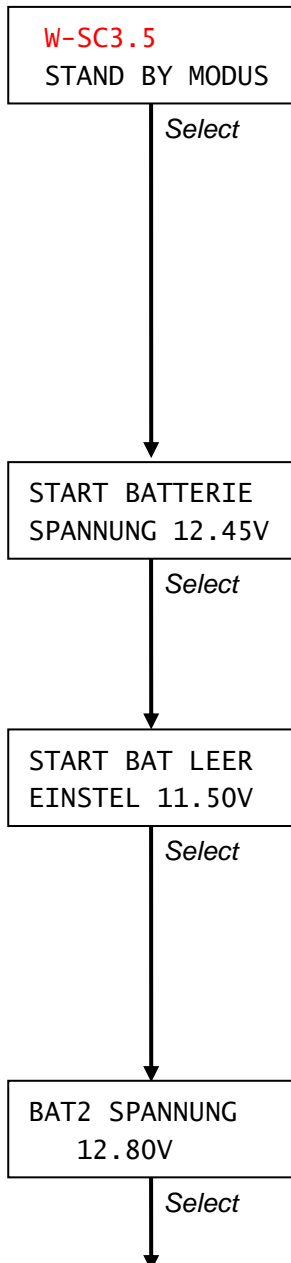 W-SC3.5
STAND BY MODUS
Select
START BATTERIE
SPANNUNG 12.45V
Select
START BAT LEER
EINSTEL 11.50V
Select
BAT2 SPANNUNG
12.80V
Select